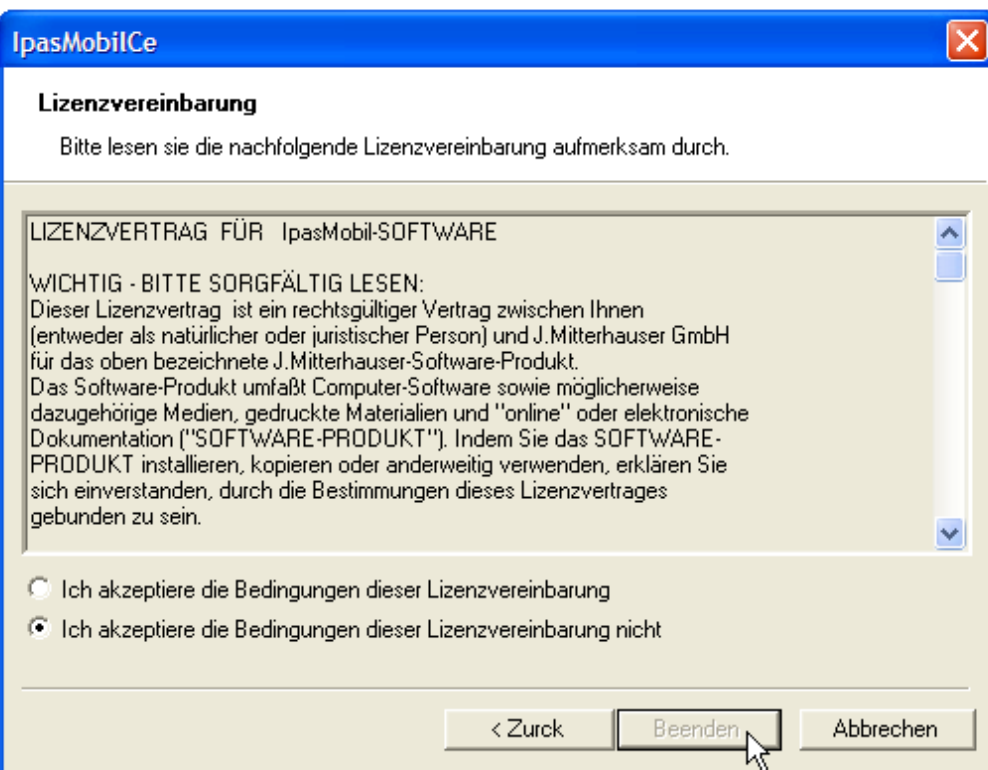 IpasMobilCe
Lizenzvereinbarung
Bitte lesen sie die nachfolgende Lizenzvereinbarung aufmerksam durch.
LIZENZVERTRAG FÜR IpasMobil-SOFTWARE
WICHTIG - BITTE SORGFÄLTIG LESEN:
Dieser Lizenzvertrag ist ein rechtsgültiger Vertrag zwischen Ihnen
(entweder als natürlicher oder juristischer Person) und J.Mitterhauser GmbH
für das oben bezeichnete J.Mitterhauser-Software-Produkt.
Das Software-Produkt umfaßt Computer-Software sowie möglicherweise
dazugehörige Medien, gedruckte Materialien und "online" oder elektronische
Dokumentation ("SOFTWARE-PRODUKT"). Indem Sie das SOFTWARE-
PRODUKT installieren, kopieren oder anderweitig verwenden, erklären Sie
sich einverstanden, durch die Bestimmungen dieses Lizenzvertrages
gebunden zu sein.
Ich akzeptiere die Bedingungen dieser Lizenzvereinbarung
Ich akzeptiere die Bedingungen dieser Lizenzvereinbarung nicht
< Zurck Beenden Abbrechen